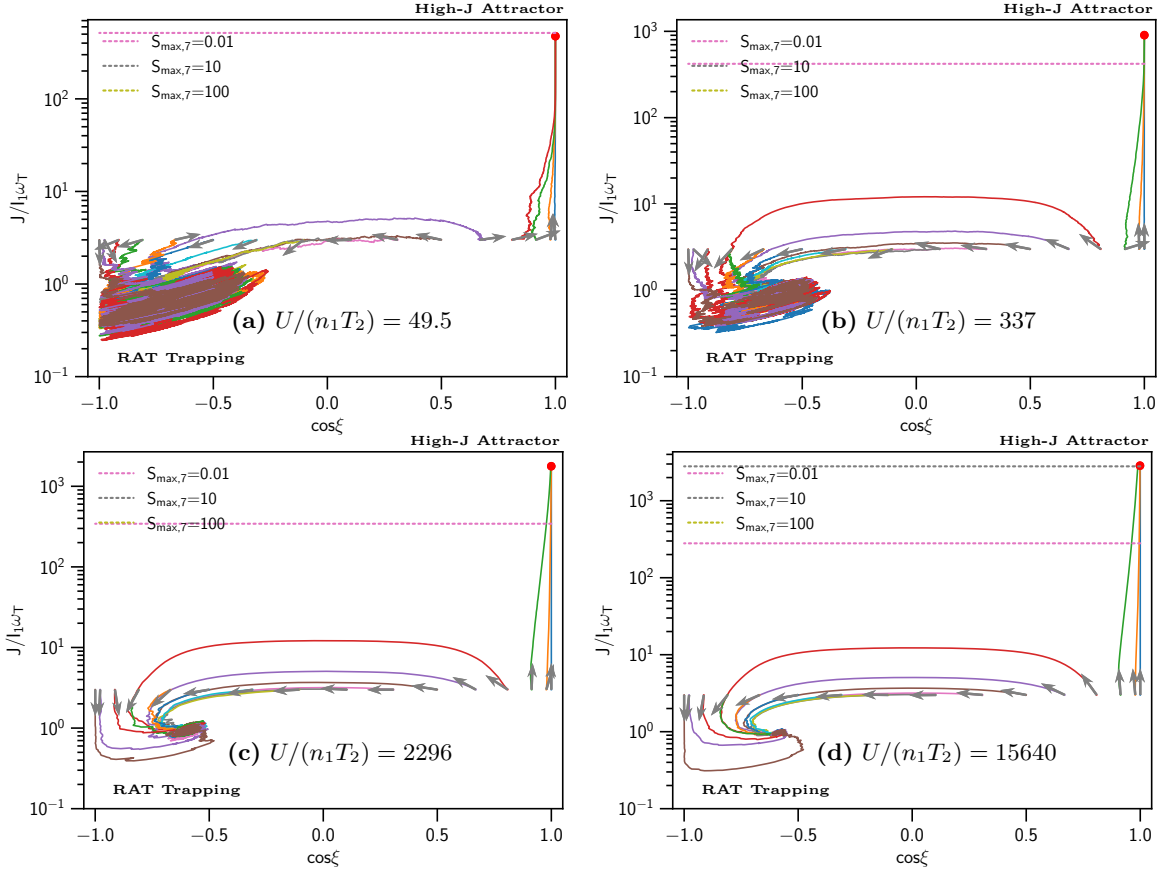 High-J Attractor
S_max,7=0.01
S_max,7=10
S_max,7=100
10²
10¹
10⁰
10⁻¹
J/I₁ω_T
(a) U/(n₁T₂) = 49.5
RAT Trapping
−1.0 −0.5 0.0 0.5 1.0
cosξ
High-J Attractor
S_max,7=0.01
S_max,7=10
S_max,7=100
10³
10²
10¹
10⁰
10⁻¹
J/I₁ω_T
(b) U/(n₁T₂) = 337
RAT Trapping
−1.0 −0.5 0.0 0.5 1.0
cosξ
High-J Attractor
S_max,7=0.01
S_max,7=10
S_max,7=100
10³
10²
10¹
10⁰
10⁻¹
J/I₁ω_T
(c) U/(n₁T₂) = 2296
RAT Trapping
−1.0 −0.5 0.0 0.5 1.0
cosξ
High-J Attractor
S_max,7=0.01
S_max,7=10
S_max,7=100
10³
10²
10¹
10⁰
10⁻¹
J/I₁ω_T
(d) U/(n₁T₂) = 15640
RAT Trapping
−1.0 −0.5 0.0 0.5 1.0
cosξ